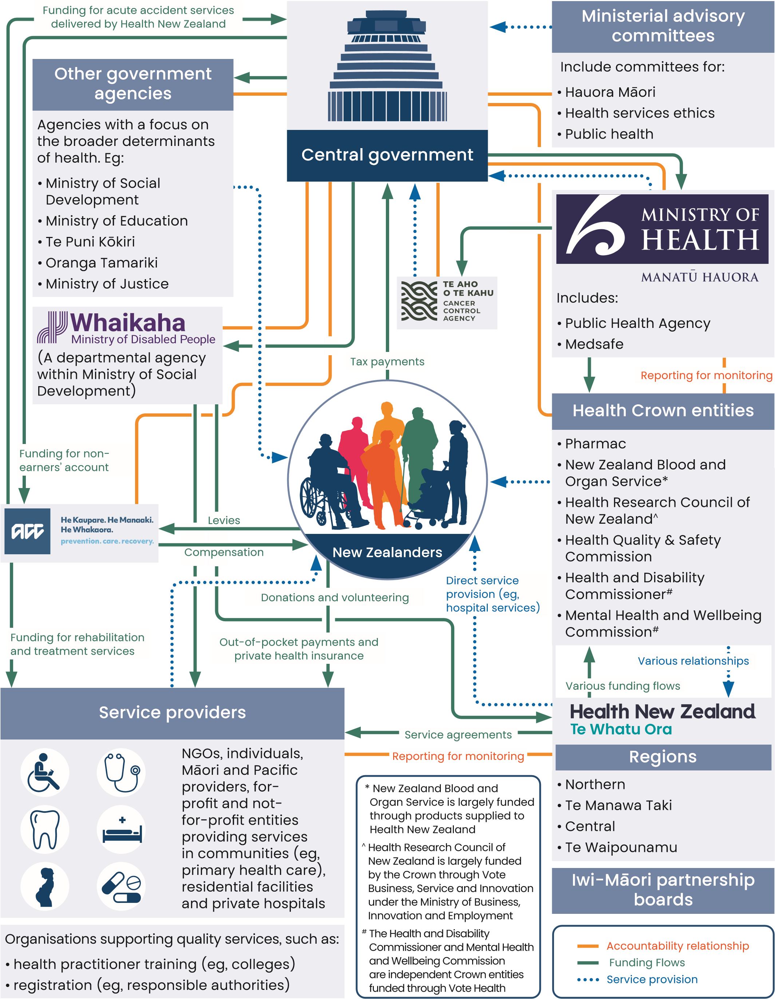 Funding for acute accident services
delivered by Health New Zealand
Ministerial advisory
committees
Include committees for:
• Hauora Māori
• Health services ethics
• Public health
Other government
agencies
Agencies with a focus on
the broader determinants
of health. Eg:
• Ministry of Social
Development
• Ministry of Education
• Te Puni Kōkiri
• Oranga Tamariki
• Ministry of Justice
Central government
MINISTRY OF
HEALTH
MANATŪ HAUORA
Includes:
• Public Health Agency
• Medsafe
TE AHO
O TE KAHU
CANCER
CONTROL
AGENCY
Whaikaha
Ministry of Disabled People
(A departmental agency
within Ministry of Social
Development)
Tax payments
Reporting for monitoring
Health Crown entities
• Pharmac
• New Zealand Blood and
Organ Service*
• Health Research Council of
New Zealand^
• Health Quality & Safety
Commission
• Health and Disability
Commissioner#
• Mental Health and Wellbeing
Commission#
Funding for non-
earners’ account
acc
He Kaupare. He Manaaki.
He Whakaora.
prevention. care. recovery.
Levies
Compensation
New Zealanders
Donations and volunteering
Direct service
provision (eg,
hospital services)
Funding for rehabilitation
and treatment services
Out-of-pocket payments and
private health insurance
Various relationships
Various funding flows
Health New Zealand
Te Whatu Ora
Service providers
Service agreements
Reporting for monitoring
Regions
• Northern
• Te Manawa Taki
• Central
• Te Waipounamu
NGOs, individuals,
Māori and Pacific
providers, for-
profit and not-
for-profit entities
providing services
in communities (eg,
primary health care),
residential facilities
and private hospitals
* New Zealand Blood and
Organ Service is largely funded
through products supplied to
Health New Zealand
^ Health Research Council of
New Zealand is largely funded
by the Crown through Vote
Business, Service and Innovation
under the Ministry of Business,
Innovation and Employment
# The Health and Disability
Commissioner and Mental Health
and Wellbeing Commission
are independent Crown entities
funded through Vote Health
Iwi-Māori partnership
boards
Organisations supporting quality services, such as:
• health practitioner training (eg, colleges)
• registration (eg, responsible authorities)
Accountability relationship
Funding Flows
Service provision